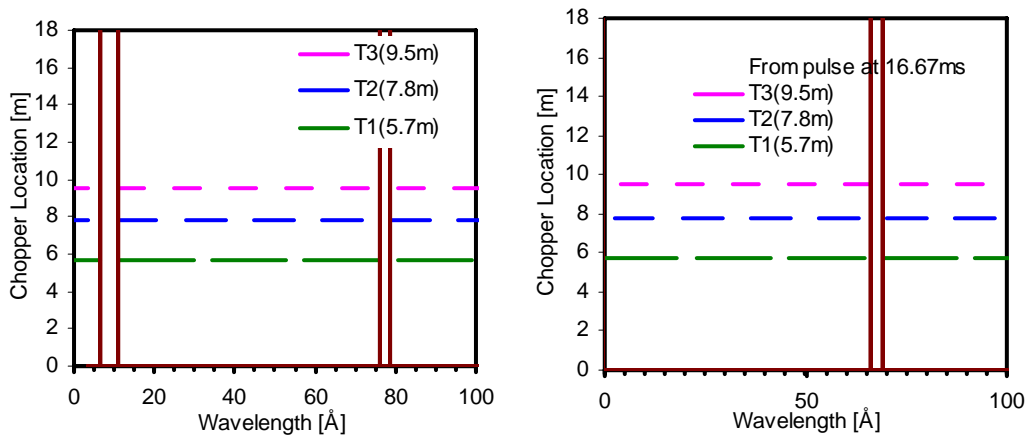 18
16
14
12
10
8
6
4
2
0
Chopper Location [m]
T3(9.5m)
T2(7.8m)
T1(5.7m)
0 20 40 60 80 100
Wavelength [Å]
18
16
14
12
10
8
6
4
2
0
Chopper Location [m]
From pulse at 16.67ms
T3(9.5m)
T2(7.8m)
T1(5.7m)
0 50 100
Wavelength [Å]